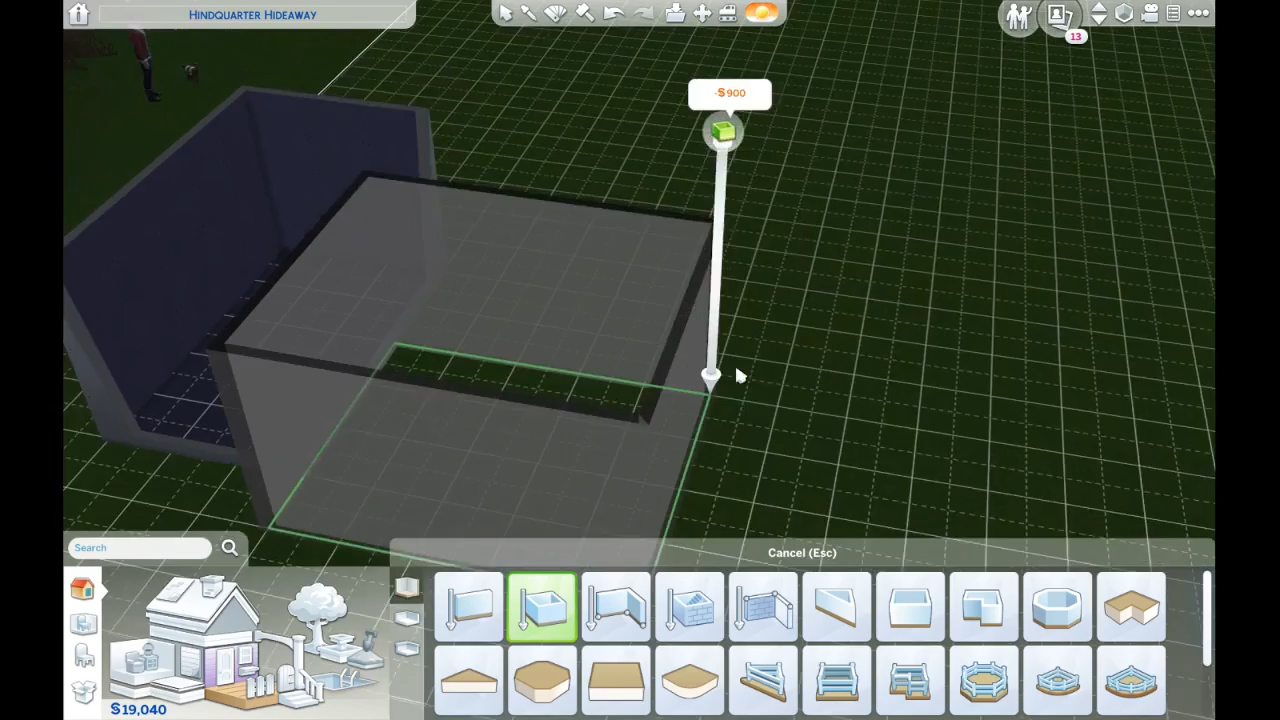 HINDQUARTER HIDEAWAY
13
-§900
Search
Cancel (Esc)
§19,040